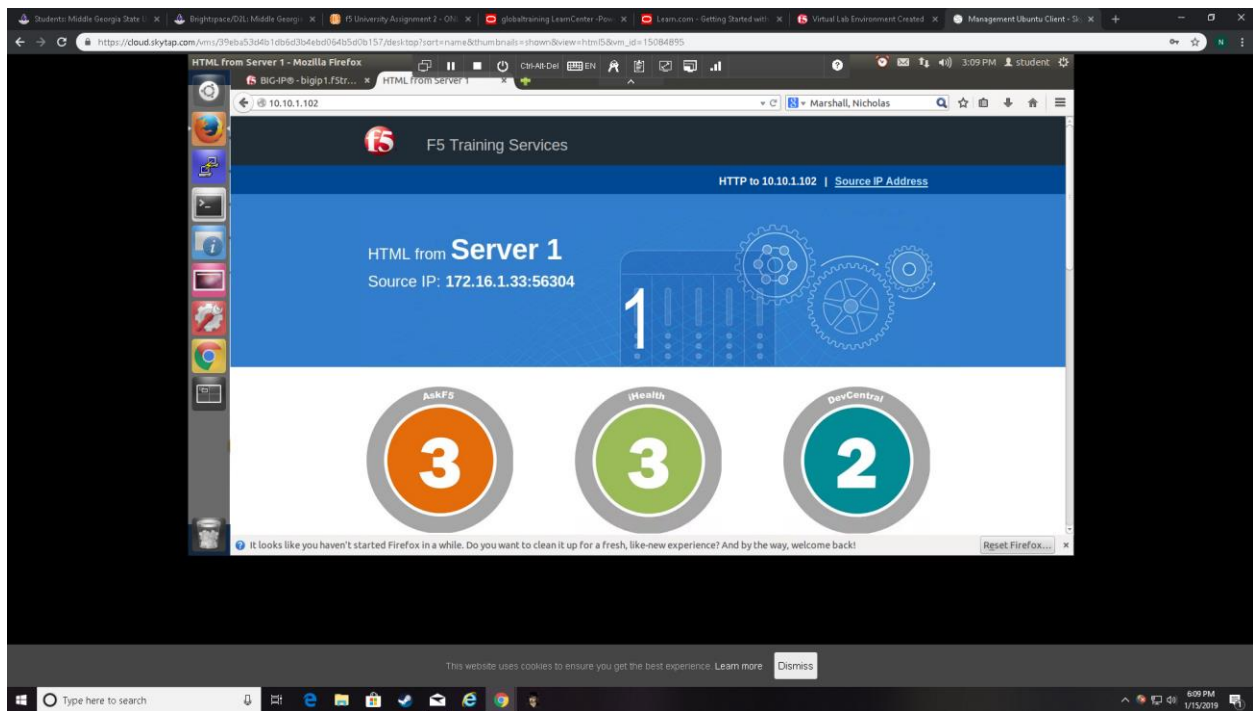 Students: Middle Georgia State U
Brightspace/D2L: Middle Georgi
f5 University Assignment 2 - ON
globaltraining LearnCenter -Pow
Learn.com - Getting Started with
Virtual Lab Environment Created
Management Ubuntu Client - Sk
https://cloud.skytap.com/vms/39eba53d4b1db6d3b4ebd064b5d0b157/desktop?sort=name&thumbnails=shown&view=html5&vm_id=15084895
HTML from Server 1 - Mozilla Firefox
Ctrl-Alt-Del
EN
3:09 PM
student
BIG-IP® - bigip1.f5tr...
HTML from Server 1
10.10.1.102
Marshall, Nicholas
f5
F5 Training Services
HTTP to 10.10.1.102 | Source IP Address
HTML from Server 1
Source IP: 172.16.1.33:56304
1
AskF5
3
iHealth
3
DevCentral
2
It looks like you haven't started Firefox in a while. Do you want to clean it up for a fresh, like-new experience? And by the way, welcome back!
Reset Firefox...
This website uses cookies to ensure you get the best experience. Learn more
Dismiss
Type here to search
6:09 PM
1/15/2019